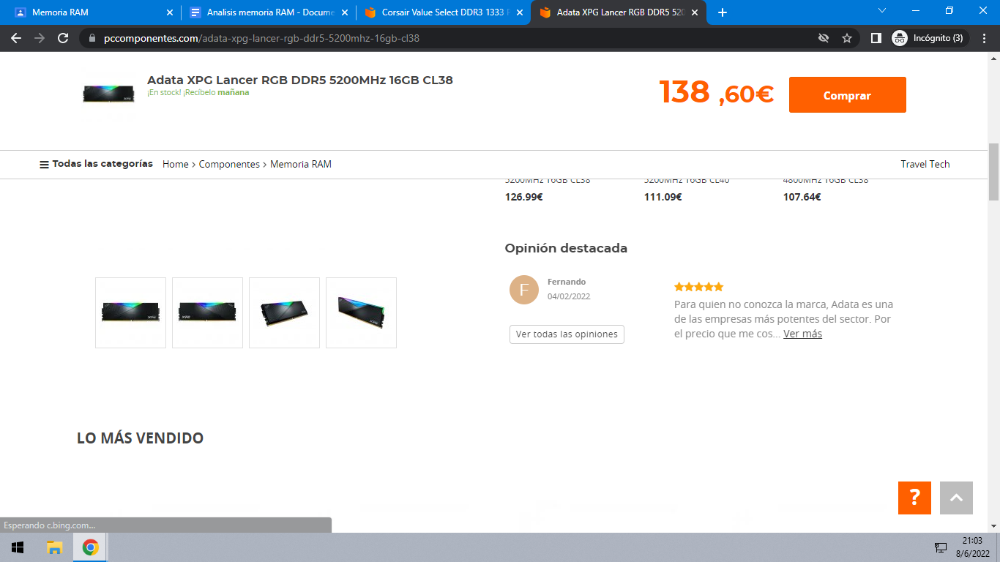 Memoria RAM
Analisis memoria RAM - Docume
Corsair Value Select DDR3 1333 P
Adata XPG Lancer RGB DDR5 520
pccomponentes.com/adata-xpg-lancer-rgb-ddr5-5200mhz-16gb-cl38
Incógnito (3)
Adata XPG Lancer RGB DDR5 5200MHz 16GB CL38
¡En stock! ¡Recíbelo mañana
138 ,60€
Comprar
Todas las categorías
Home > Componentes > Memoria RAM
Travel Tech
5200MHz 16GB CL38
5200MHz 16GB CL40
4800MHz 16GB CL38
126.99€
111.09€
107.64€
Opinión destacada
F
Fernando
04/02/2022
Para quien no conozca la marca, Adata es una
de las empresas más potentes del sector. Por
el precio que me cos... Ver más
Ver todas las opiniones
LO MÁS VENDIDO
?
Esperando c.bing.com...
21:03
8/6/2022